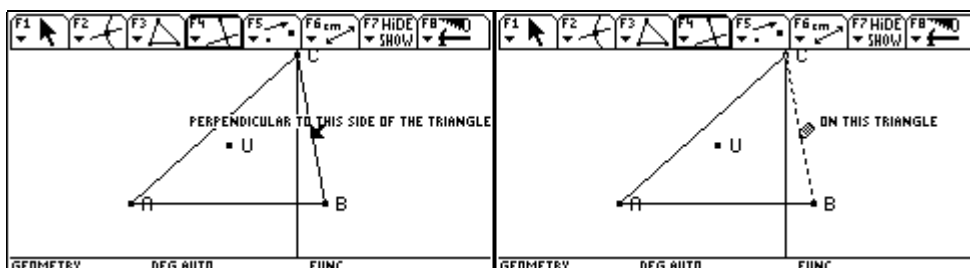 F1 F2 F3 F4 F5 F6 cm F7 HiDE SHOW F8
C
PERPENDICULAR TO THIS SIDE OF THE TRIANGLE
U
A B
GEOMETRY DEG AUTO FUNC
F1 F2 F3 F4 F5 F6 cm F7 HiDE SHOW F8
C
ON THIS TRIANGLE
U
A B
GEOMETRY DEG AUTO FUNC